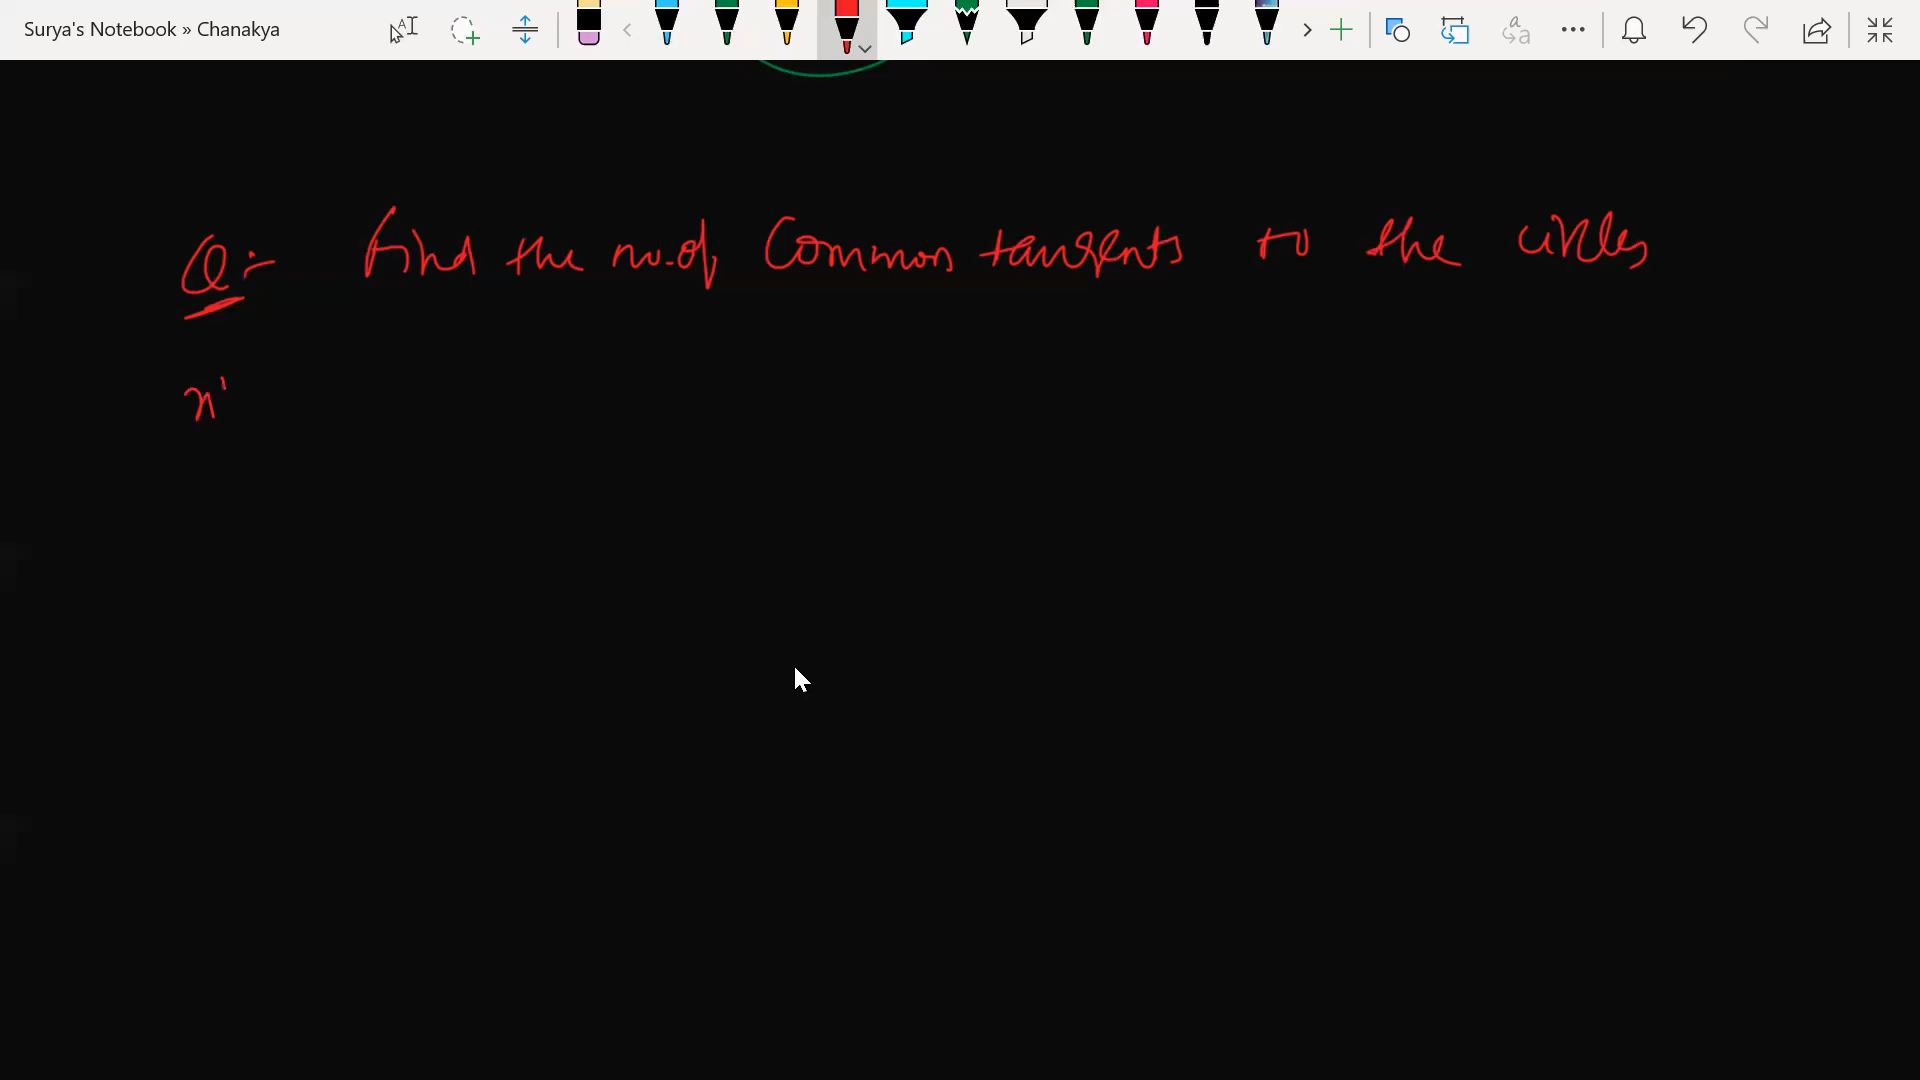 Surya's Notebook » Chanakya
Q:- Find the no. of Common tangents to the circles
x'